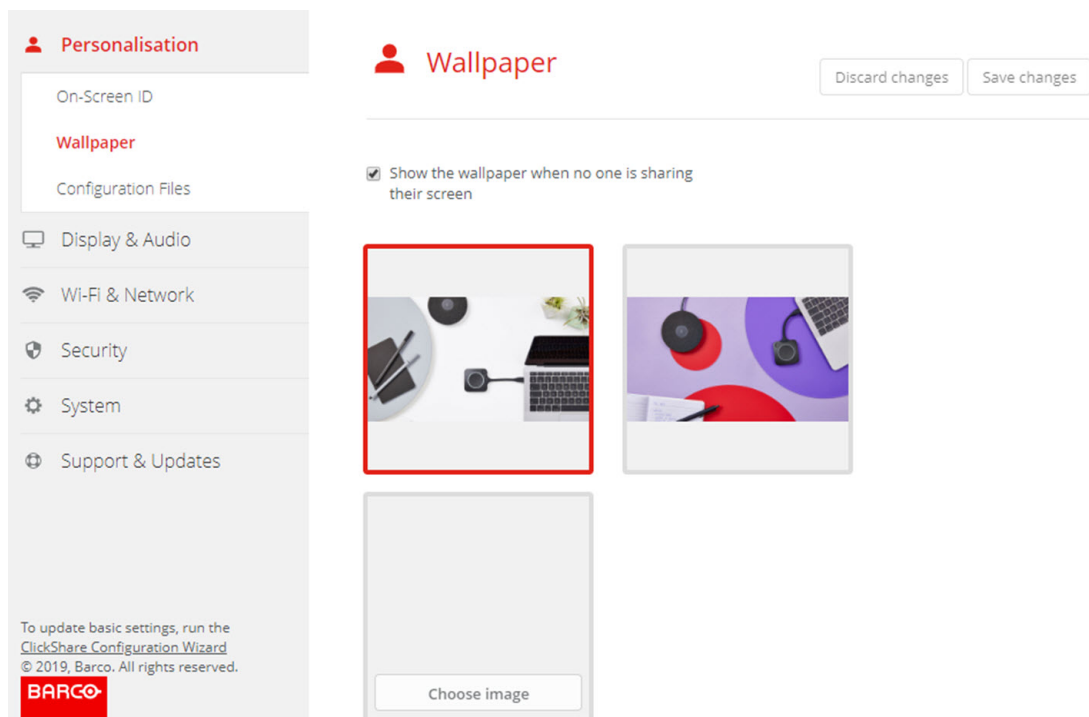 Personalisation
On-Screen ID
Wallpaper
Configuration Files
Display & Audio
Wi-Fi & Network
Security
System
Support & Updates
To update basic settings, run the
ClickShare Configuration Wizard
© 2019, Barco. All rights reserved.
BARCO
Wallpaper
Discard changes
Save changes
Show the wallpaper when no one is sharing
their screen
Choose image